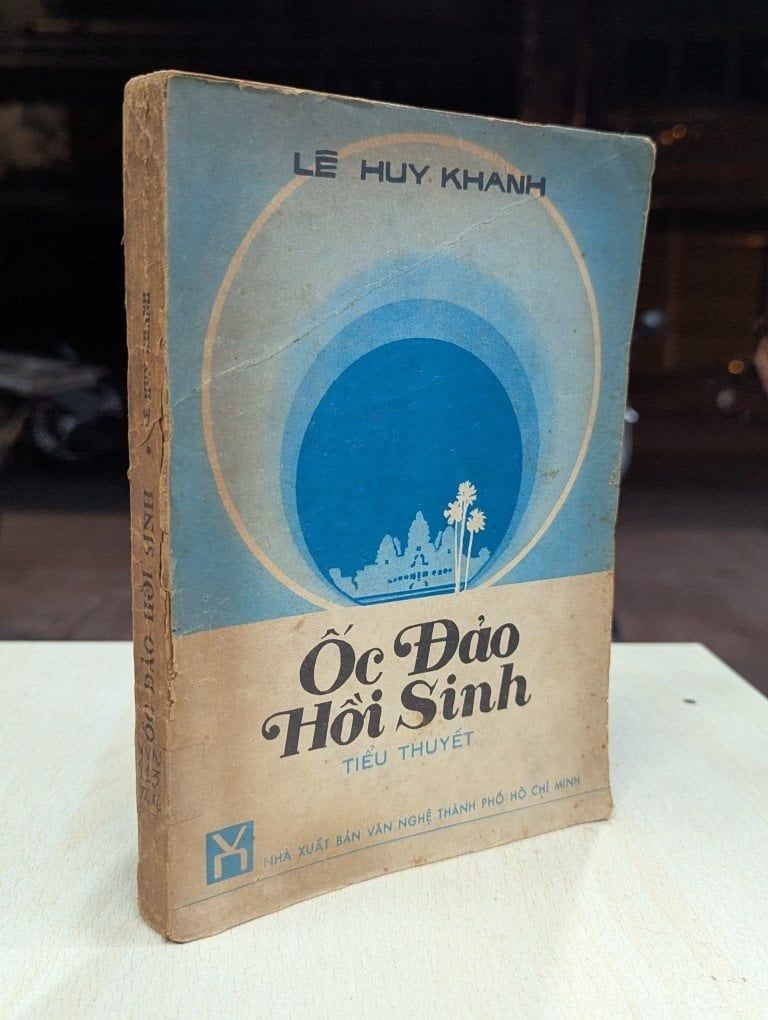 LÊ HUY KHANH
Ốc Đảo
Hồi Sinh
TIỂU THUYẾT
VN
NHÀ XUẤT BẢN VĂN NGHỆ THÀNH PHỐ HỒ CHÍ MINH
LÊ HUY KHANH • ỐC ĐẢO HỒI SINH